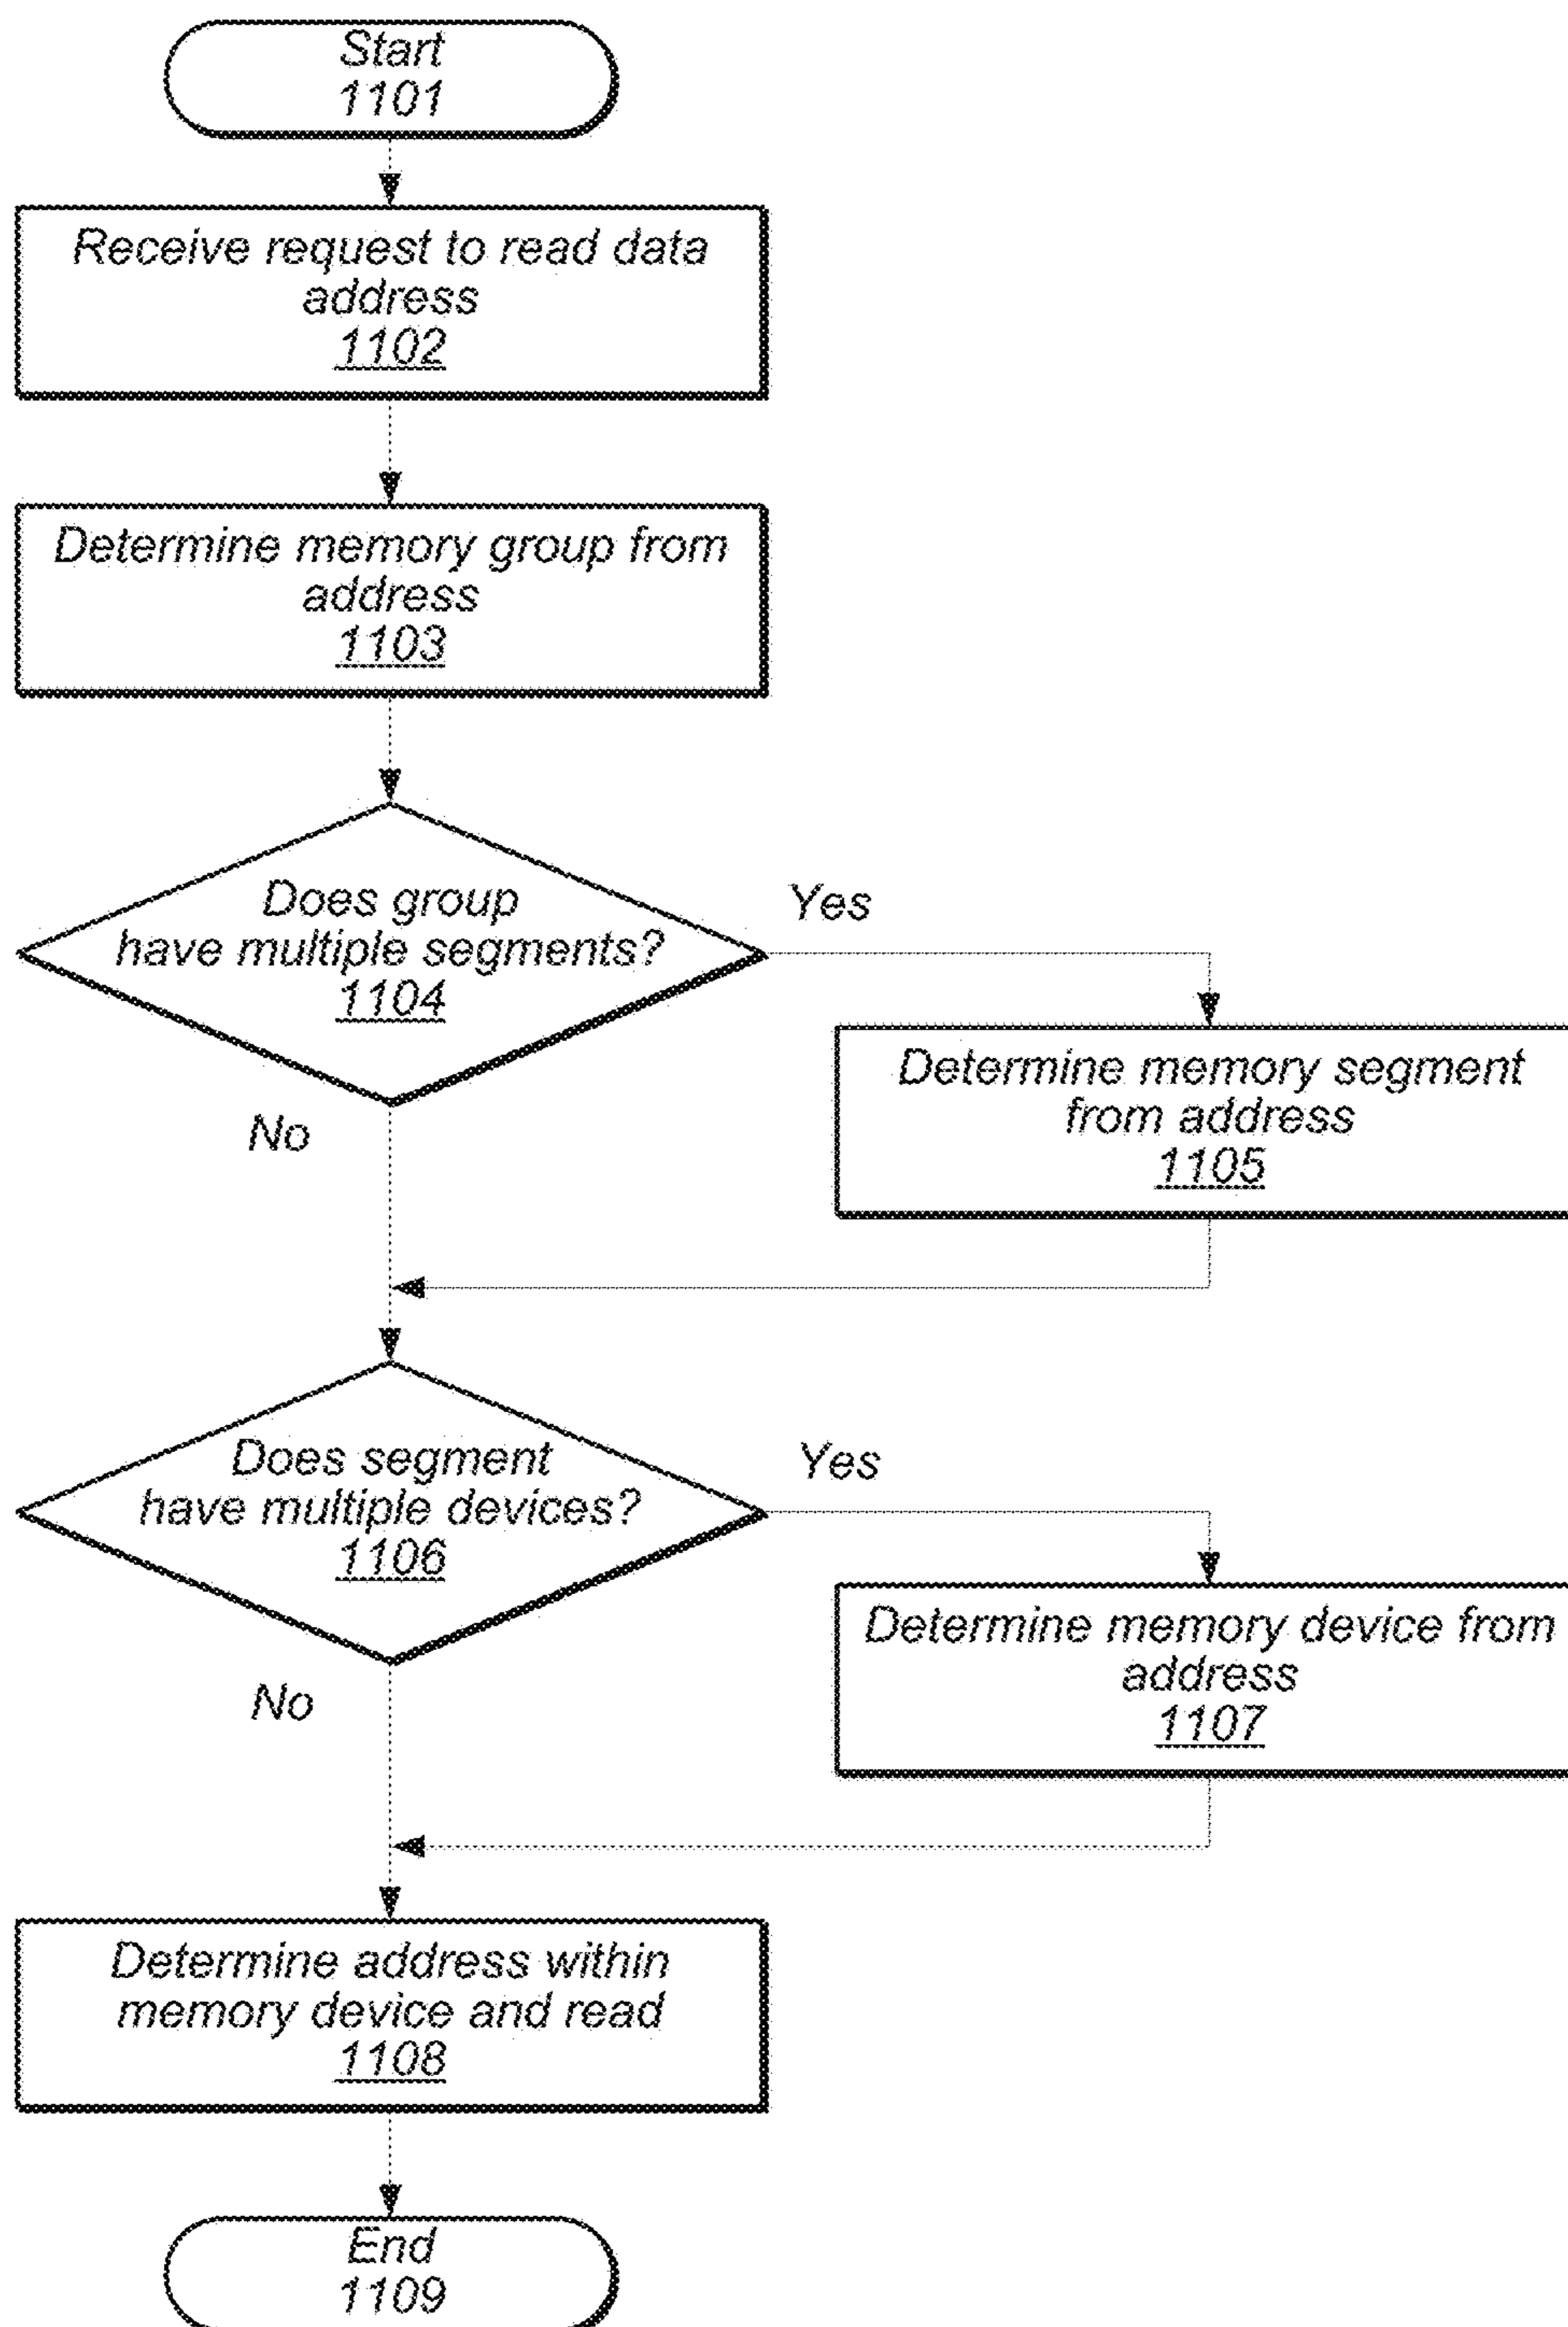 Start
1101
Receive request to read data
address
1102
Determine memory group from
address
1103
Does group
have multiple segments?
1104
Yes
No
Determine memory segment
from address
1105
Does segment
have multiple devices?
1106
Yes
No
Determine memory device from
address
1107
Determine address within
memory device and read
1108
End
1109